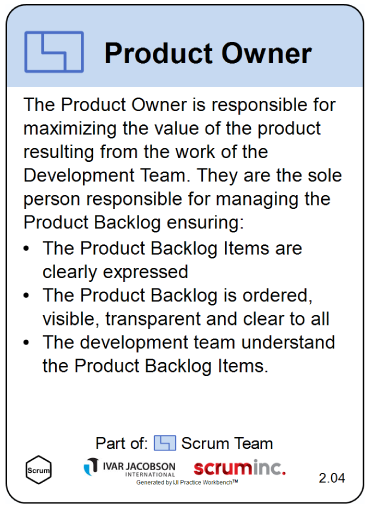 Product Owner
The Product Owner is responsible for
maximizing the value of the product
resulting from the work of the
Development Team. They are the sole
person responsible for managing the
Product Backlog ensuring:
• The Product Backlog Items are
clearly expressed
• The Product Backlog is ordered,
visible, transparent and clear to all
• The development team understand
the Product Backlog Items.
Part of: Scrum Team
Scrum
IVAR JACOBSON
INTERNATIONAL
scruminc.
Generated by IJI Practice Workbench™
2.04